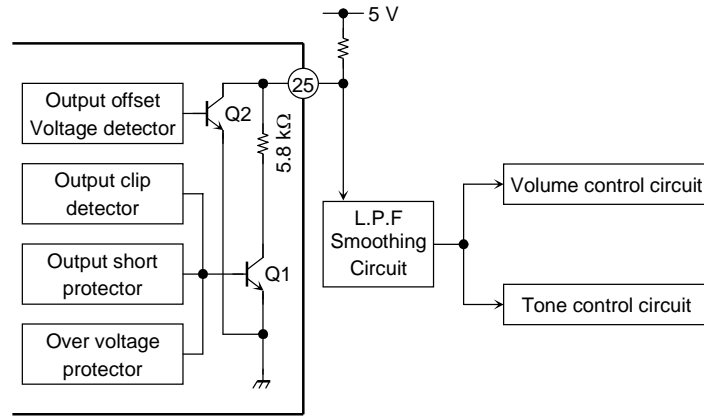 5 V
25
Output offset
Voltage detector
Q2
5.8 kΩ
Output clip
detector
Output short
protector
Q1
Over voltage
protector
L.P.F
Smoothing
Circuit
Volume control circuit
Tone control circuit